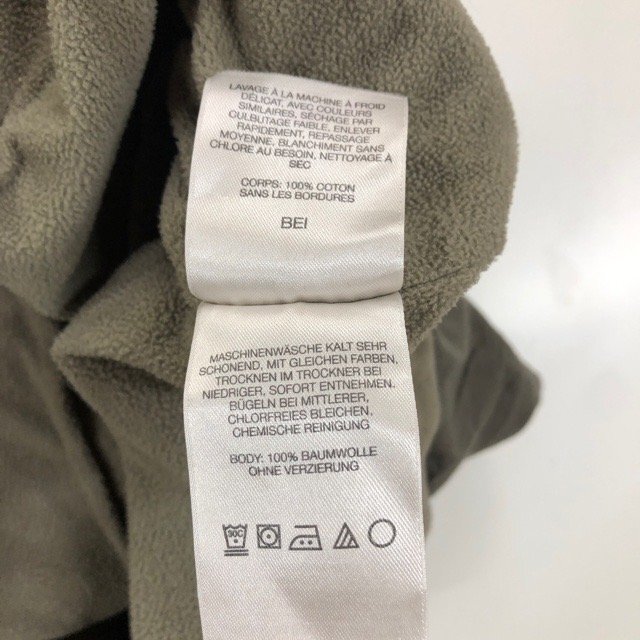 LAVAGE À LA MACHINE À FROID
DÉLICAT, AVEC COULEURS
SIMILAIRES, SÉCHAGE PAR
CULBUTAGE FAIBLE, ENLEVER
RAPIDEMENT, REPASSAGE
MOYENNE, BLANCHIMENT SANS
CHLORE AU BESOIN, NETTOYAGE À
SEC
CORPS: 100% COTON
SANS LES BORDURES
BEI
MASCHINENWÄSCHE KALT SEHR
SCHONEND, MIT GLEICHEN FARBEN,
TROCKNEN IM TROCKNER BEI
NIEDRIGER, SOFORT ENTNEHMEN.
BÜGELN BEI MITTLERER,
CHLORFREIES BLEICHEN,
CHEMISCHE REINIGUNG
BODY: 100% BAUMWOLLE
OHNE VERZIERUNG
30C